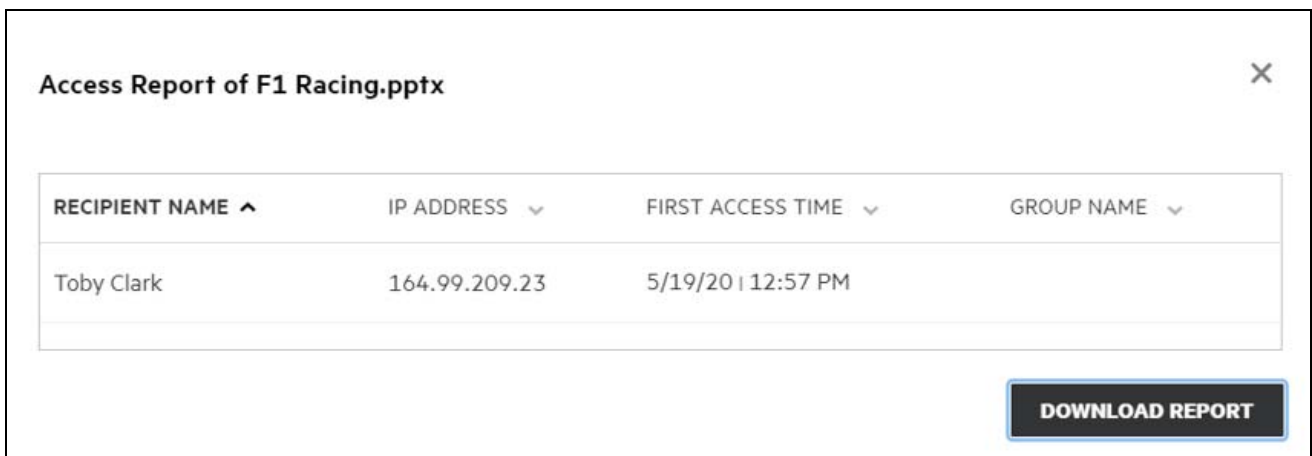 Access Report of F1 Racing.pptx
RECIPIENT NAME IP ADDRESS FIRST ACCESS TIME GROUP NAME
Toby Clark 164.99.209.23 5/19/20 | 12:57 PM
DOWNLOAD REPORT